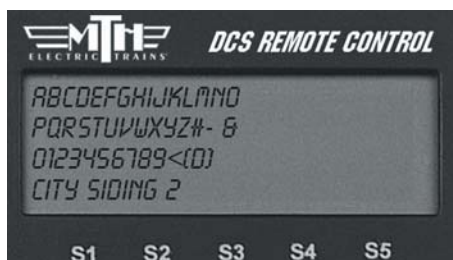 MTH
ELECTRIC TRAINS
DCS REMOTE CONTROL
ABCDEFGHIJKLMNO
PQRSTUVWXYZ#- &
0123456789<(D)
CITY SIDING 2
S1 S2 S3 S4 S5